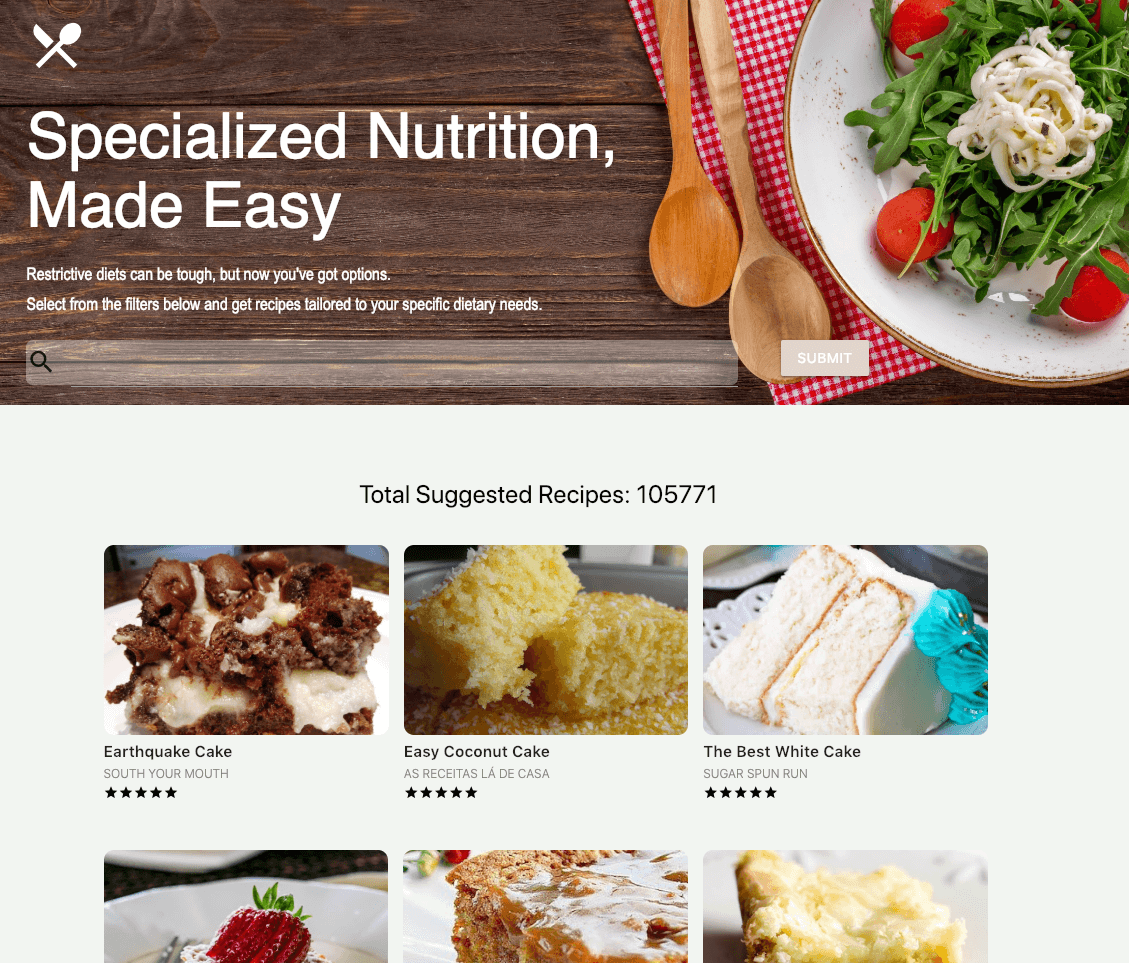 Specialized Nutrition,
Made Easy
Restrictive diets can be tough, but now you've got options.
Select from the filters below and get recipes tailored to your specific dietary needs.
SUBMIT
Total Suggested Recipes: 105771
Earthquake Cake
SOUTH YOUR MOUTH
Easy Coconut Cake
AS RECEITAS LÁ DE CASA
The Best White Cake
SUGAR SPUN RUN